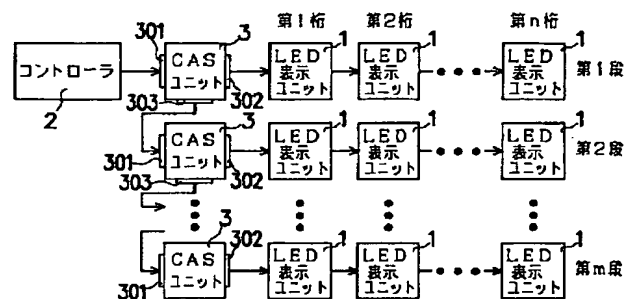 第1桁 第2桁 第n桁
301 3 1 1 1
コントローラ CAS ユニット LED 表示 ユニット LED 表示 ユニット LED 表示 ユニット 第1段
2 303 302
3 1 1 1
CAS ユニット LED 表示 ユニット LED 表示 ユニット LED 表示 ユニット 第2段
301 303 302
3 302 1 1 1
CAS ユニット LED 表示 ユニット LED 表示 ユニット LED 表示 ユニット 第m段
301